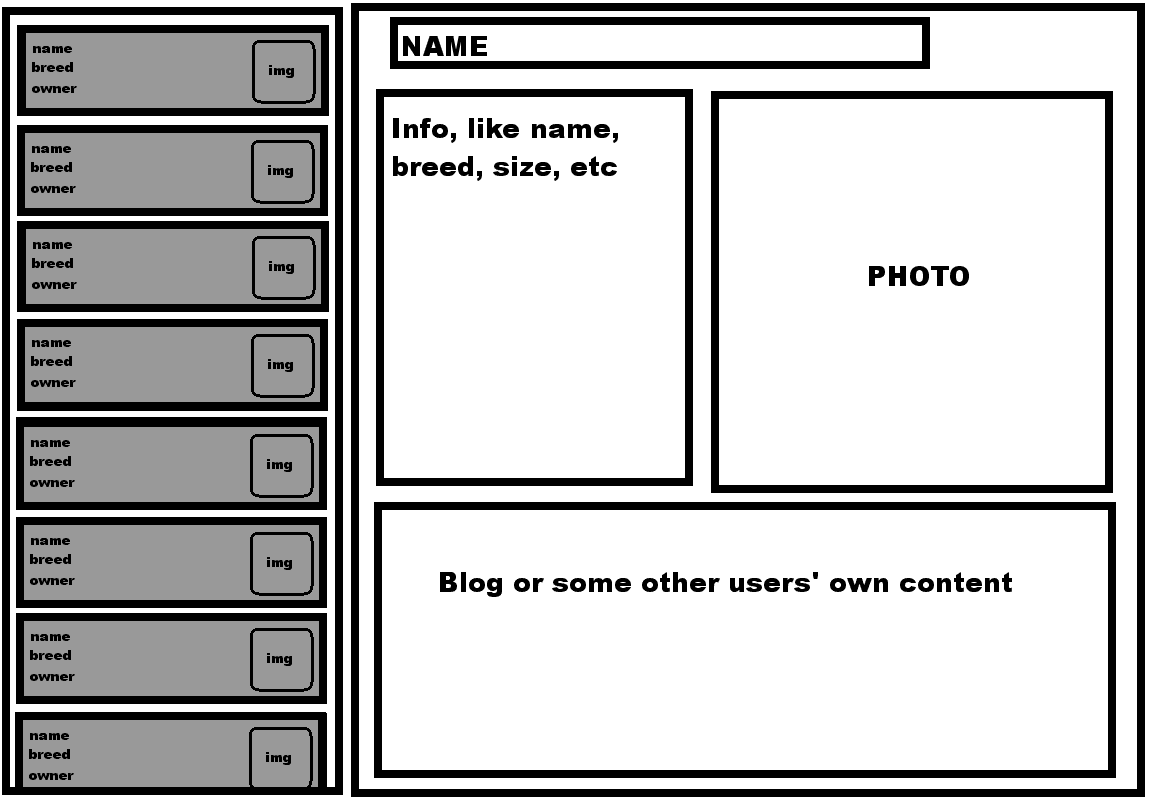 name
breed
owner
img
name
breed
owner
img
name
breed
owner
img
name
breed
owner
img
name
breed
owner
img
name
breed
owner
img
name
breed
owner
img
name
breed
owner
img
NAME
Info, like name,
breed, size, etc
PHOTO
Blog or some other users' own content